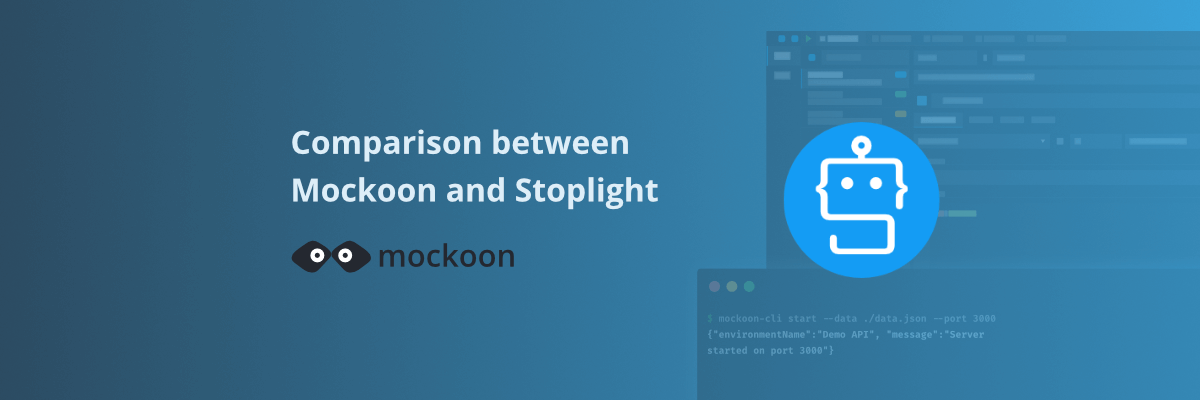 Comparison between
Mockoon and Stoplight
mockoon
$ mockoon-cli start --data ./data.json --port 3000
{"environmentName":"Demo API", "message":"Server
started on port 3000"}